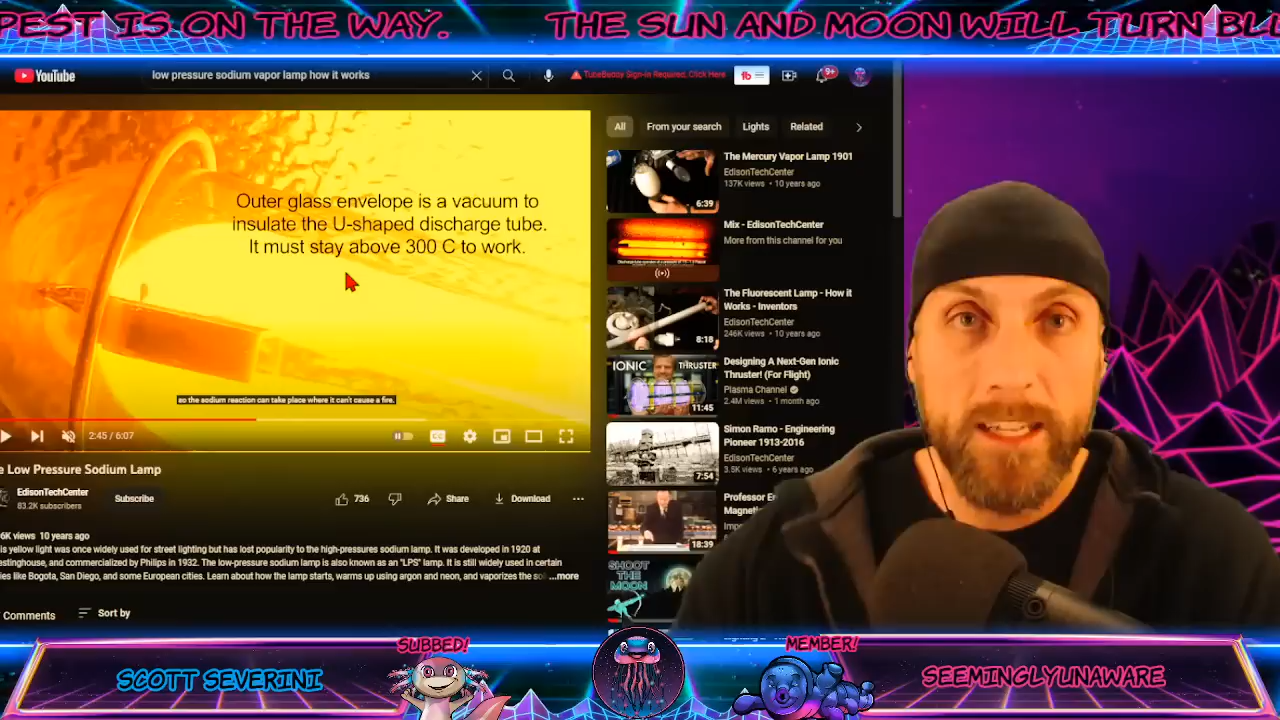 PEST IS ON THE WAY. THE SUN AND MOON WILL TURN BL
YouTube
low pressure sodium vapor lamp how it works
TubeBuddy Sign-in Required, Click Here
9+
Outer glass envelope is a vacuum to
insulate the U-shaped discharge tube.
It must stay above 300 C to work.
so the sodium reaction can take place where it can't cause a fire.
2:45 / 6:07
CC
e Low Pressure Sodium Lamp
EdisonTechCenter
83.2K subscribers
Subscribe
736
Share
Download
6K views 10 years ago
is yellow light was once widely used for street lighting but has lost popularity to the high-pressures sodium lamp. It was developed in 1920 at
estinghouse, and commercialized by Philips in 1932. The low-pressure sodium lamp is also known as an "LPS" lamp. It is still widely used in certain
ies like Bogota, San Diego, and some European cities. Learn about how the lamp starts, warms up using argon and neon, and vaporizes the so ...more
Comments
Sort by
All
From your search
Lights
Related
The Mercury Vapor Lamp 1901
EdisonTechCenter
137K views • 10 years ago
6:39
Mix - EdisonTechCenter
More from this channel for you
The Fluorescent Lamp - How it
Works - Inventors
EdisonTechCenter
246K views • 10 years ago
8:18
IONIC THRUSTER
Designing A Next-Gen Ionic
Thruster! (For Flight)
Plasma Channel
2.4M views • 1 month ago
11:45
Simon Ramo - Engineering
Pioneer 1913-2016
EdisonTechCenter
3.5K views • 6 years ago
7:54
Professor E
Magnet
Imp
18:39
SHOOT
THE
MOON
SUBBED!
SCOTT SEVERINI
MEMBER!
SEEMINGLYUNAWARE